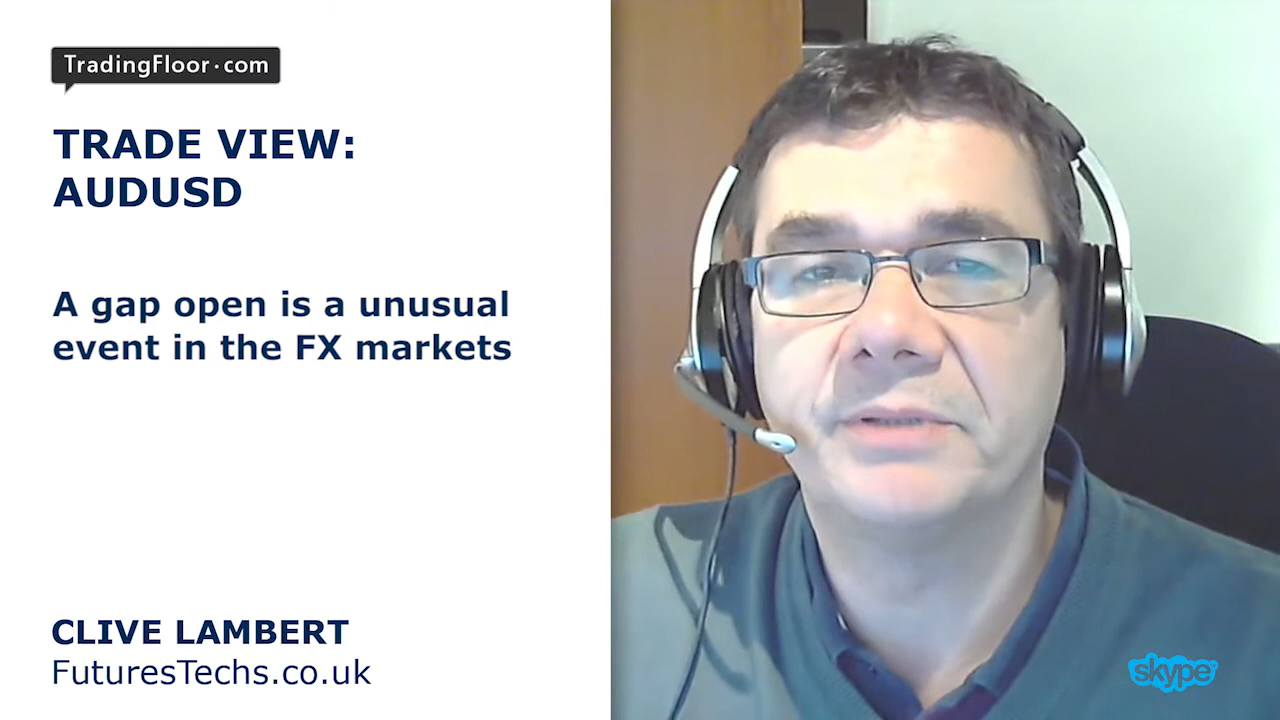 TradingFloor·com
TRADE VIEW:
AUDUSD
A gap open is a unusual
event in the FX markets
CLIVE LAMBERT
FuturesTechs.co.uk
skype